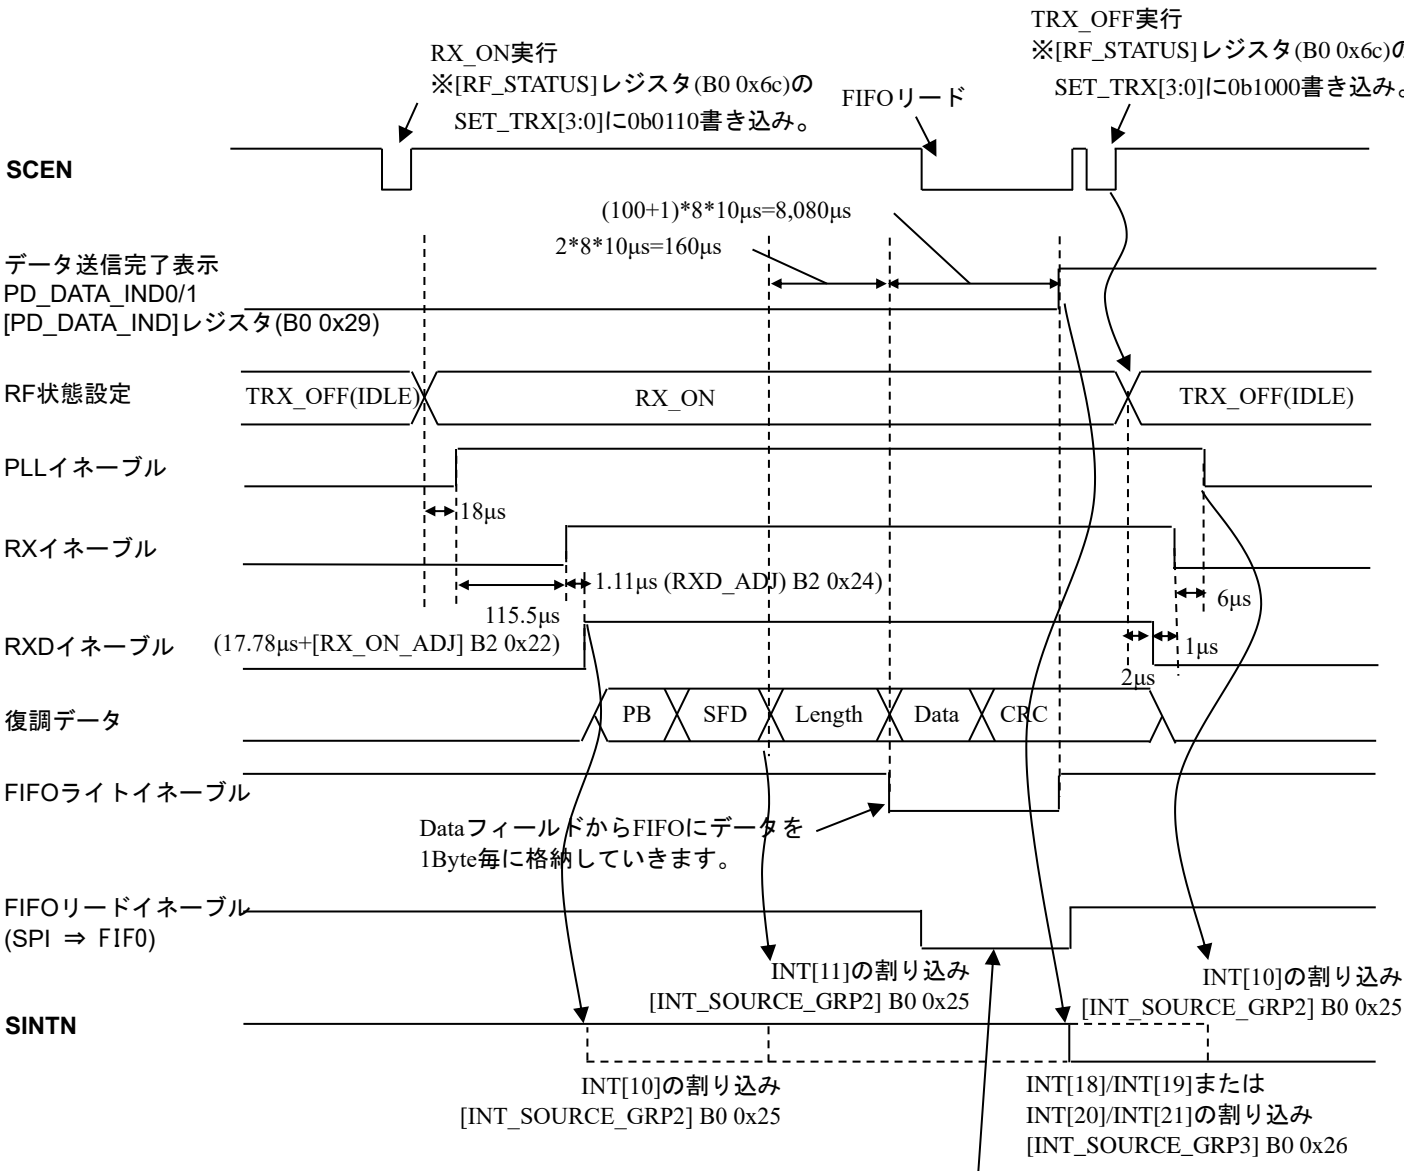 TRX_OFF実行
※[RF_STATUS]レジスタ(B0 0x6c)の
SET_TRX[3:0]に0b1000書き込み。
RX_ON実行
※[RF_STATUS]レジスタ(B0 0x6c)の
SET_TRX[3:0]に0b0110書き込み。
FIFOリード
SCEN
(100+1)*8*10μs=8,080μs
2*8*10μs=160μs
データ送信完了表示
PD_DATA_IND0/1
[PD_DATA_IND]レジスタ(B0 0x29)
RF状態設定
TRX_OFF(IDLE)
RX_ON
TRX_OFF(IDLE)
PLLイネーブル
18μs
RXイネーブル
1.11μs (RXD_ADJ) B2 0x24)
6μs
115.5μs
(17.78μs+[RX_ON_ADJ] B2 0x22)
RXDイネーブル
1μs
2μs
復調データ
PB
SFD
Length
Data
CRC
FIFOライトイネーブル
DataフィールドからFIFOにデータを
1Byte毎に格納していきます。
FIFOリードイネーブル
(SPI ⇒ FIFO)
INT[11]の割り込み
[INT_SOURCE_GRP2] B0 0x25
INT[10]の割り込み
[INT_SOURCE_GRP2] B0 0x25
SINTN
INT[10]の割り込み
[INT_SOURCE_GRP2] B0 0x25
INT[18]/INT[19]または
INT[20]/INT[21]の割り込み
[INT_SOURCE_GRP3] B0 0x26